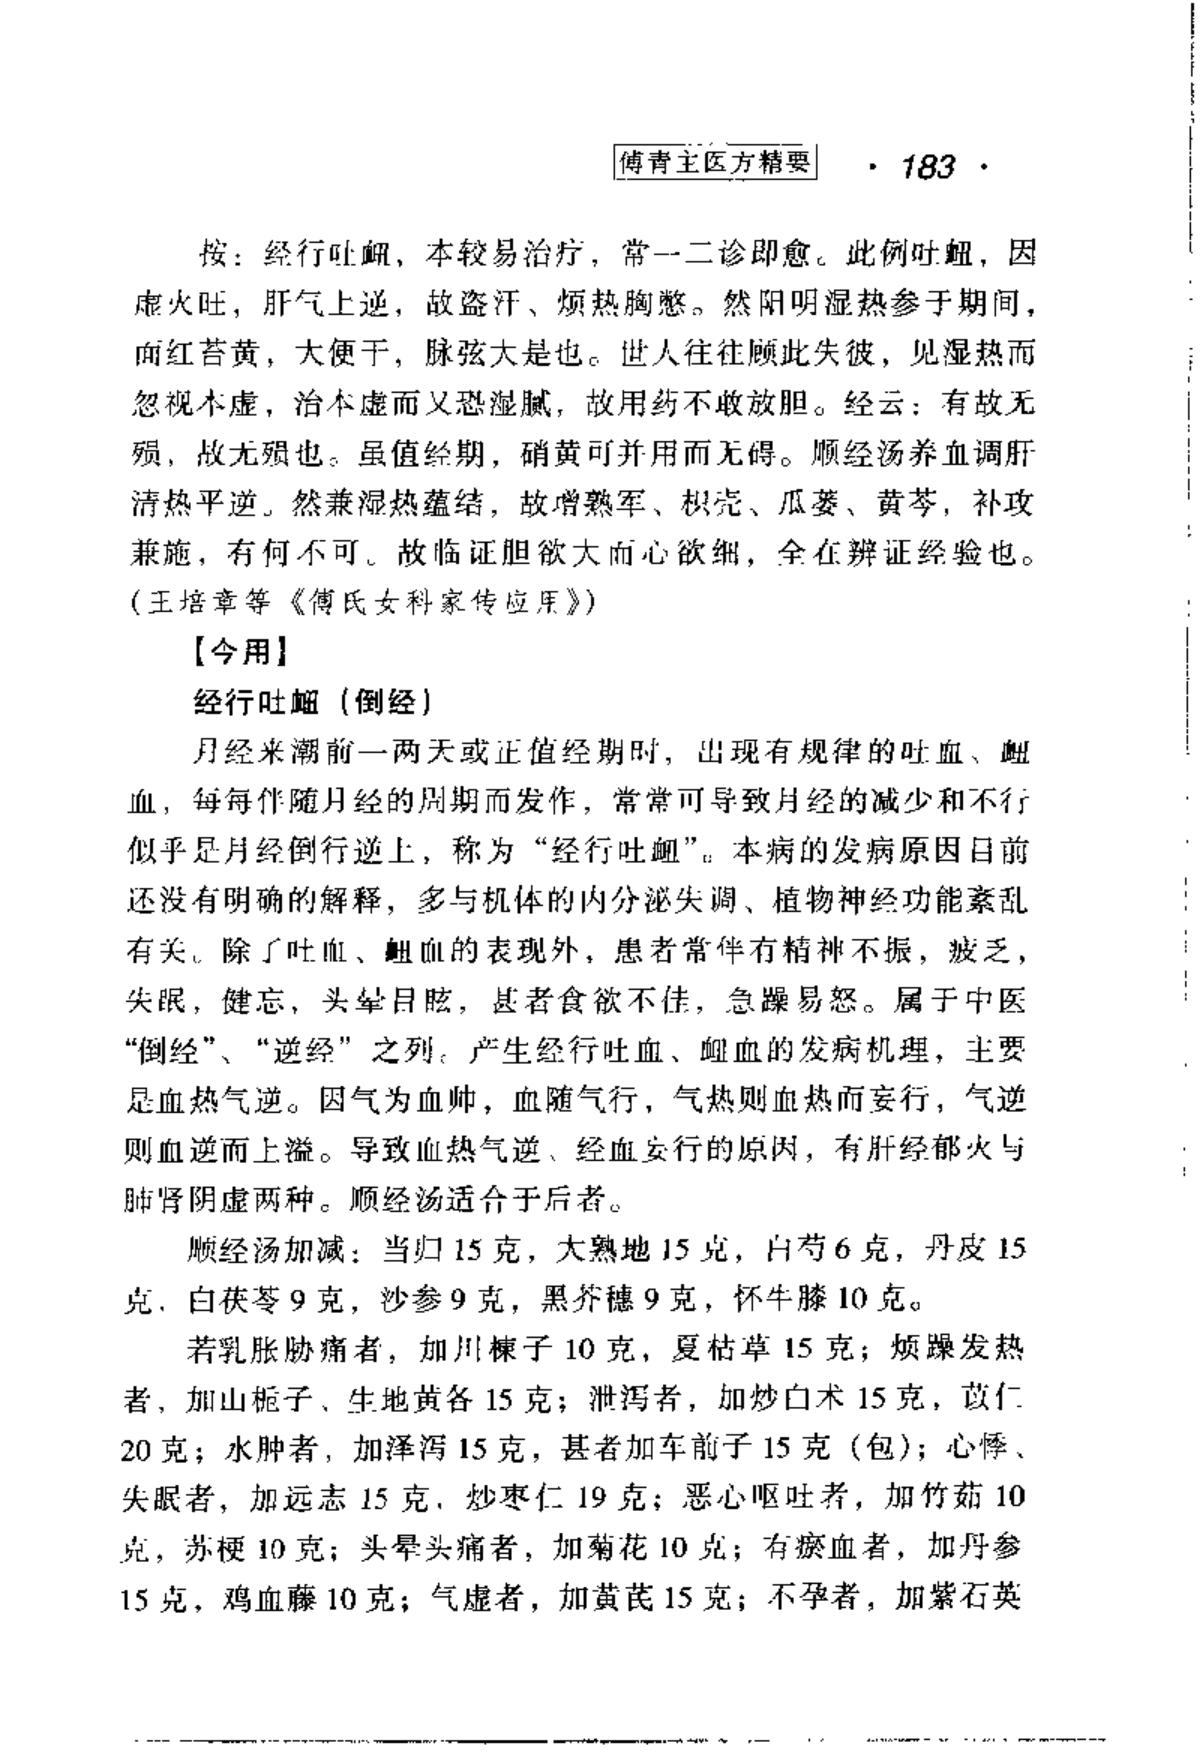 傅青主医方精要 · 183 ·
按：经行吐衄，本较易治疗，常一二诊即愈。此例吐衄，因
虚火旺，肝气上逆，故盗汗、烦热胸憋。然阳明湿热参于期间，
面红苔黄，大便干，脉弦大是也。世人往往顾此失彼，见湿热而
忽视本虚，治本虚而又恐湿腻，故用药不敢放胆。经云：有故无
殒，故无殒也。虽值经期，硝黄可并用而无碍。顺经汤养血调肝
清热平逆。然兼湿热蕴结，故增熟军、枳壳、瓜蒌、黄芩，补攻
兼施，有何不可。故临证胆欲大而心欲细，全在辨证经验也。
（王培章等《傅氏女科家传应用》）
【今用】
经行吐衄（倒经）
月经来潮前一两天或正值经期时，出现有规律的吐血、衄
血，每每伴随月经的周期而发作，常常可导致月经的减少和不行
似乎是月经倒行逆上，称为“经行吐衄”。本病的发病原因目前
还没有明确的解释，多与机体的内分泌失调、植物神经功能紊乱
有关。除了吐血、衄血的表现外，患者常伴有精神不振，疲乏，
失眠，健忘，头晕目眩，甚者食欲不佳，急躁易怒。属于中医
“倒经”、“逆经”之列。产生经行吐血、衄血的发病机理，主要
是血热气逆。因气为血帅，血随气行，气热则血热而妄行，气逆
则血逆而上溢。导致血热气逆、经血妄行的原因，有肝经郁火与
肺肾阴虚两种。顺经汤适合于后者。
顺经汤加减：当归 15 克，大熟地 15 克，白芍 6 克，丹皮 15
克，白茯苓 9 克，沙参 9 克，黑芥穗 9 克，怀牛膝 10 克。
若乳胀胁痛者，加川楝子 10 克，夏枯草 15 克；烦躁发热
者，加山栀子、生地黄各 15 克；泄泻者，加炒白术 15 克，苡仁
20 克；水肿者，加泽泻 15 克，甚者加车前子 15 克（包）；心悸、
失眠者，加远志 15 克，炒枣仁 19 克；恶心呕吐者，加竹茹 10
克，苏梗 10 克；头晕头痛者，加菊花 10 克；有瘀血者，加丹参
15 克，鸡血藤 10 克；气虚者，加黄芪 15 克；不孕者，加紫石英